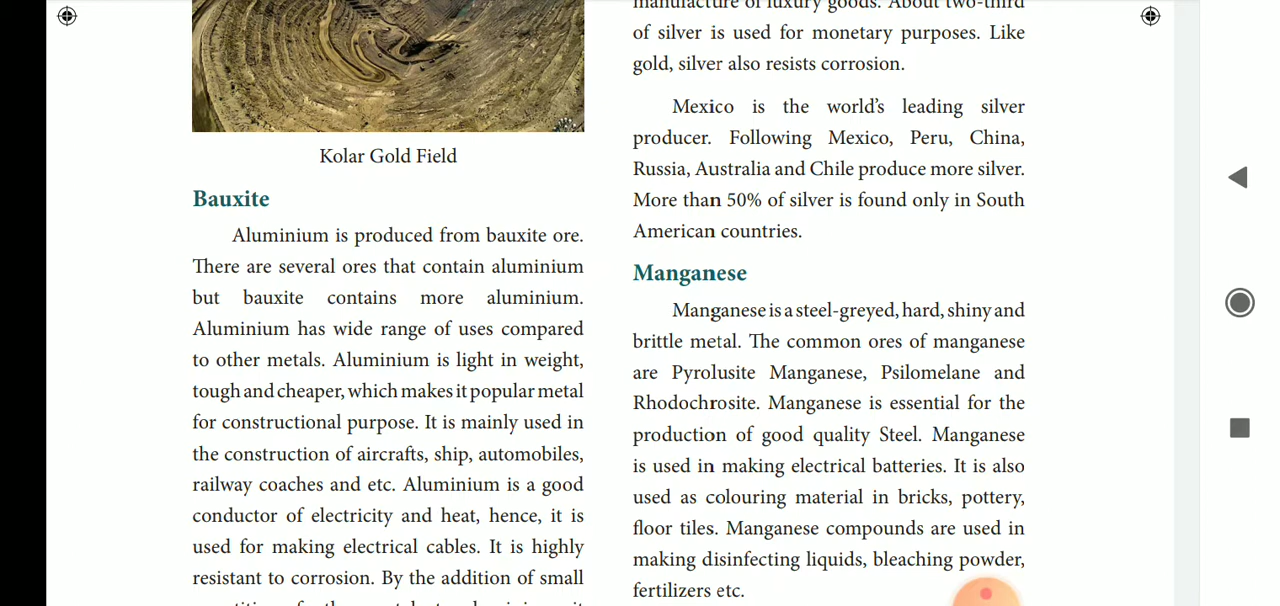 Kolar Gold Field
Bauxite
Aluminium is produced from bauxite ore.
There are several ores that contain aluminium
but bauxite contains more aluminium.
Aluminium has wide range of uses compared
to other metals. Aluminium is light in weight,
tough and cheaper, which makes it popular metal
for constructional purpose. It is mainly used in
the construction of aircrafts, ship, automobiles,
railway coaches and etc. Aluminium is a good
conductor of electricity and heat, hence, it is
used for making electrical cables. It is highly
resistant to corrosion. By the addition of small
manufacture of luxury goods. About two-third
of silver is used for monetary purposes. Like
gold, silver also resists corrosion.
Mexico is the world's leading silver
producer. Following Mexico, Peru, China,
Russia, Australia and Chile produce more silver.
More than 50% of silver is found only in South
American countries.
Manganese
Manganese is a steel-greyed, hard, shiny and
brittle metal. The common ores of manganese
are Pyrolusite Manganese, Psilomelane and
Rhodochrosite. Manganese is essential for the
production of good quality Steel. Manganese
is used in making electrical batteries. It is also
used as colouring material in bricks, pottery,
floor tiles. Manganese compounds are used in
making disinfecting liquids, bleaching powder,
fertilizers etc.